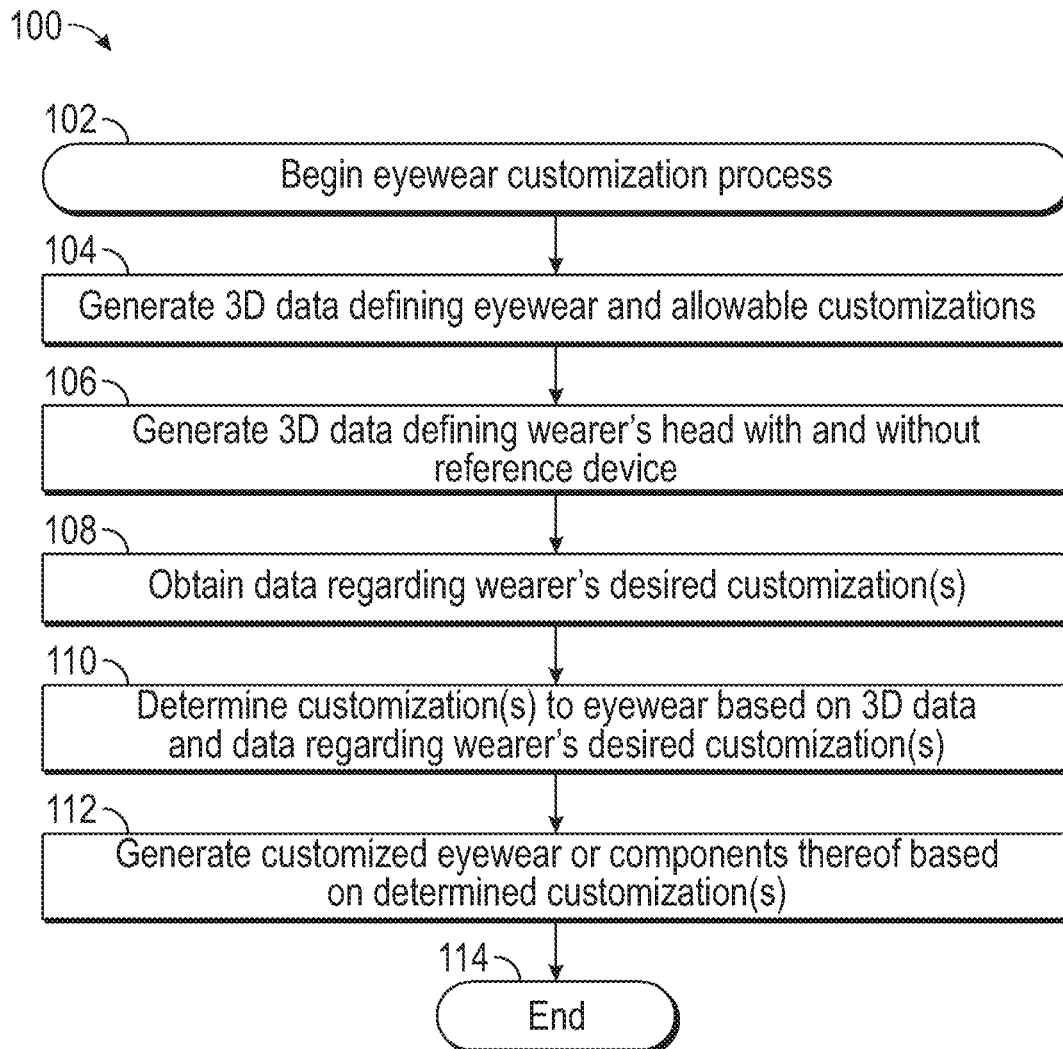 100
102
Begin eyewear customization process
104
Generate 3D data defining eyewear and allowable customizations
106
Generate 3D data defining wearer's head with and without
reference device
108
Obtain data regarding wearer's desired customization(s)
110
Determine customization(s) to eyewear based on 3D data
and data regarding wearer's desired customization(s)
112
Generate customized eyewear or components thereof based
on determined customization(s)
114
End